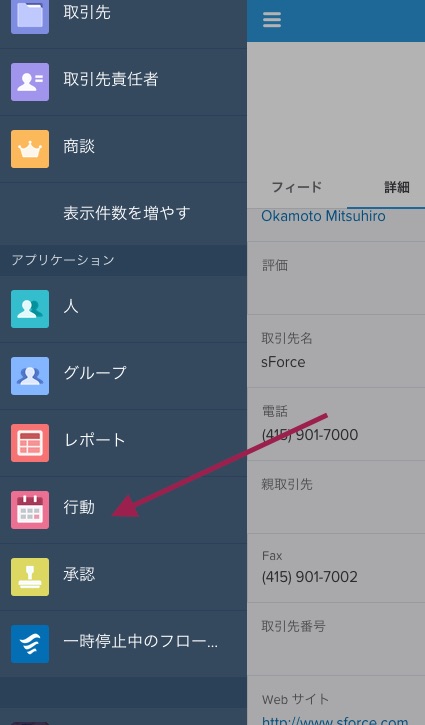 取引先
取引先責任者
商談
表示件数を増やす
アプリケーション
人
グループ
レポート
行動
承認
一時停止中のフロー...
フィード
詳細
Okamoto Mitsuhiro
評価
取引先名
sForce
電話
(415) 901-7000
親取引先
Fax
(415) 901-7002
取引先番号
Web サイト
http://www.sforce.com